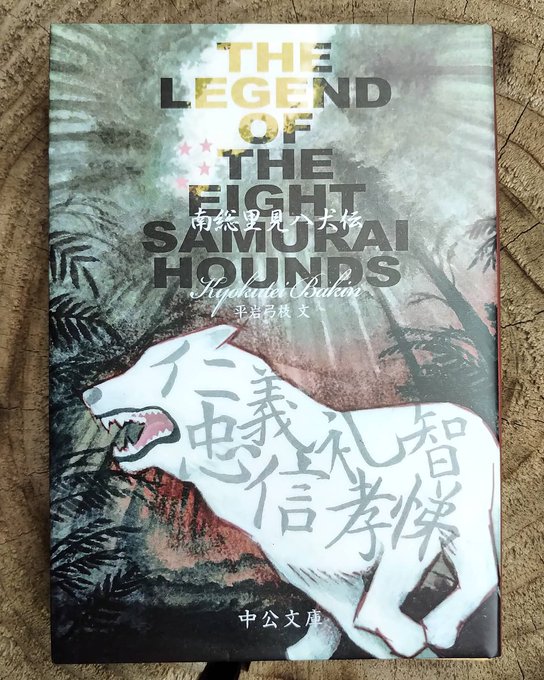 THE
LEGEND
OF
THE
EIGHT
南総里見八犬伝
SAMURAI
HOUNDS
Kyokutei Bakin
平岩弓枝 文
仁義礼智
忠信孝悌
中公文庫